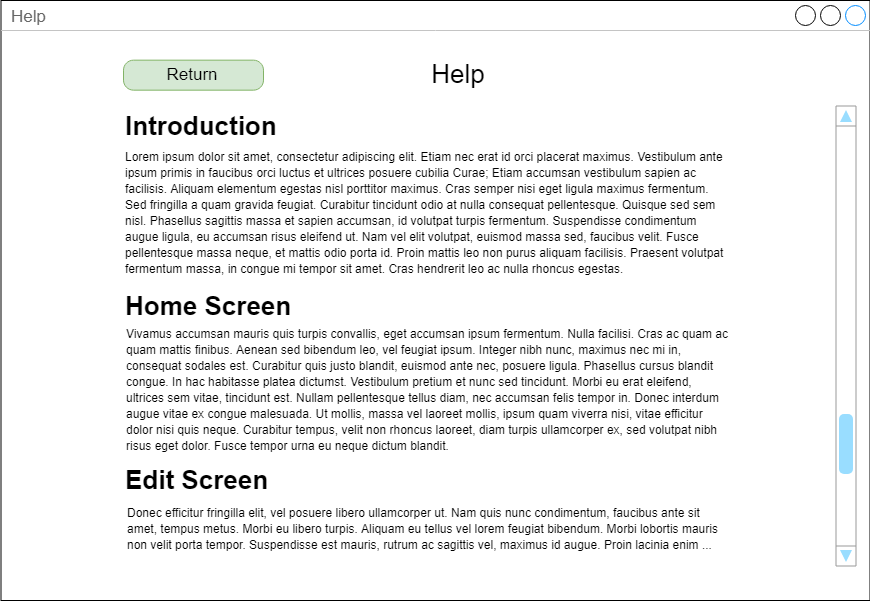 Help
Return
Help
Introduction
Lorem ipsum dolor sit amet, consectetur adipiscing elit. Etiam nec erat id orci placerat maximus. Vestibulum ante
ipsum primis in faucibus orci luctus et ultrices posuere cubilia Curae; Etiam accumsan vestibulum sapien ac
facilisis. Aliquam elementum egestas nisl porttitor maximus. Cras semper nisi eget ligula maximus fermentum.
Sed fringilla a quam gravida feugiat. Curabitur tincidunt odio at nulla consequat pellentesque. Quisque sed sem
nisl. Phasellus sagittis massa et sapien accumsan, id volutpat turpis fermentum. Suspendisse condimentum
augue ligula, eu accumsan risus eleifend ut. Nam vel elit volutpat, euismod massa sed, faucibus velit. Fusce
pellentesque massa neque, et mattis odio porta id. Proin mattis leo non purus aliquam facilisis. Praesent volutpat
fermentum massa, in congue mi tempor sit amet. Cras hendrerit leo ac nulla rhoncus egestas.
Home Screen
Vivamus accumsan mauris quis turpis convallis, eget accumsan ipsum fermentum. Nulla facilisi. Cras ac quam ac
quam mattis finibus. Aenean sed bibendum leo, vel feugiat ipsum. Integer nibh nunc, maximus nec mi in,
consequat sodales est. Curabitur quis justo blandit, euismod ante nec, posuere ligula. Phasellus cursus blandit
congue. In hac habitasse platea dictumst. Vestibulum pretium et nunc sed tincidunt. Morbi eu erat eleifend,
ultrices sem vitae, tincidunt est. Nullam pellentesque tellus diam, nec accumsan felis tempor in. Donec interdum
augue vitae ex congue malesuada. Ut mollis, massa vel laoreet mollis, ipsum quam viverra nisi, vitae efficitur
dolor nisi quis neque. Curabitur tempus, velit non rhoncus laoreet, diam turpis ullamcorper ex, sed volutpat nibh
risus eget dolor. Fusce tempor urna eu neque dictum blandit.
Edit Screen
Donec efficitur fringilla elit, vel posuere libero ullamcorper ut. Nam quis nunc condimentum, faucibus ante sit
amet, tempus metus. Morbi eu libero turpis. Aliquam eu tellus vel lorem feugiat bibendum. Morbi lobortis mauris
non velit porta tempor. Suspendisse est mauris, rutrum ac sagittis vel, maximus id augue. Proin lacinia enim ...